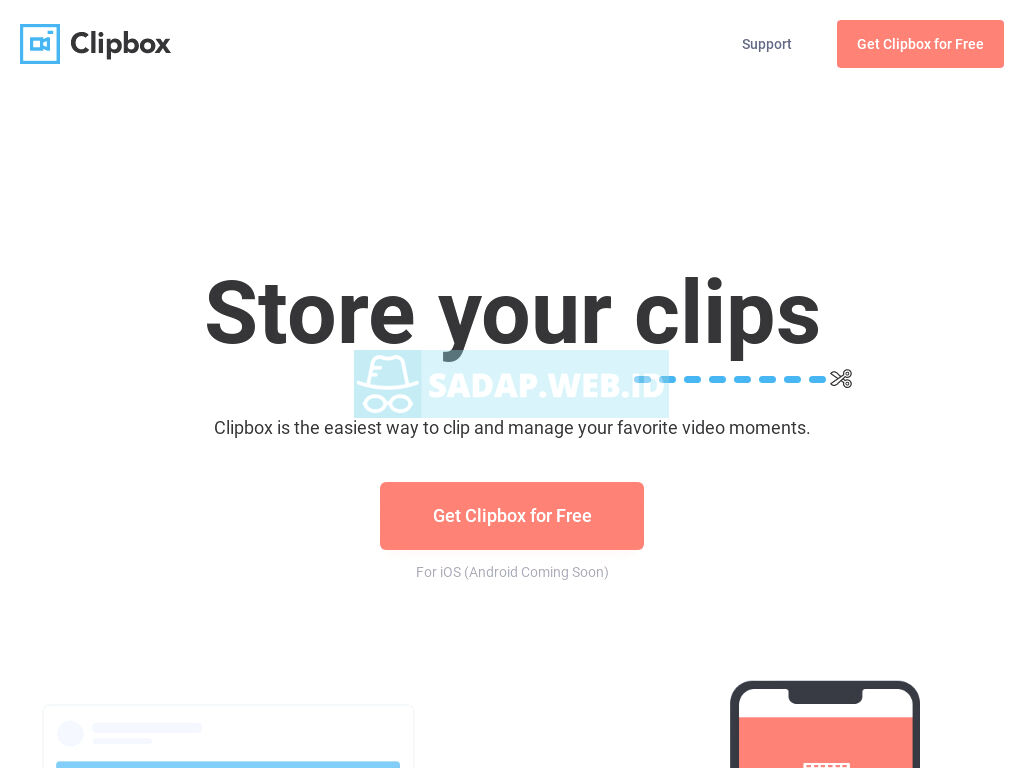 Clipbox
Support
Get Clipbox for Free
Store your clips
SADAP.WEB.ID
Clipbox is the easiest way to clip and manage your favorite video moments.
Get Clipbox for Free
For iOS (Android Coming Soon)